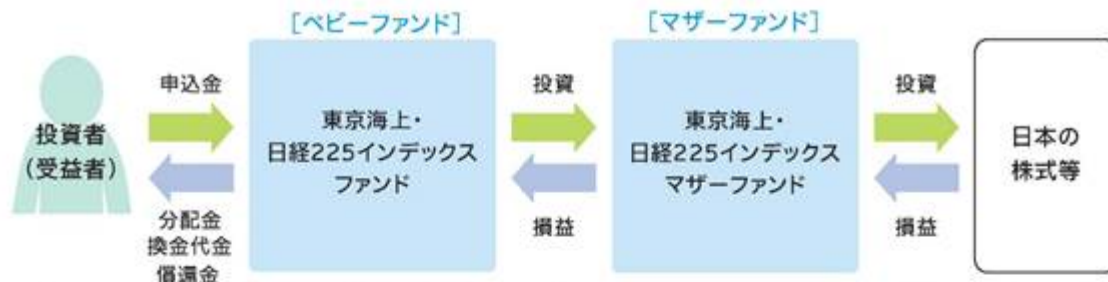 [ベビーファンド]
[マザーファンド]
投資者
(受益者)
申込金
分配金
換金代金
償還金
東京海上・
日経225インデックス
ファンド
投資
損益
東京海上・
日経225インデックス
マザーファンド
投資
損益
日本の
株式等